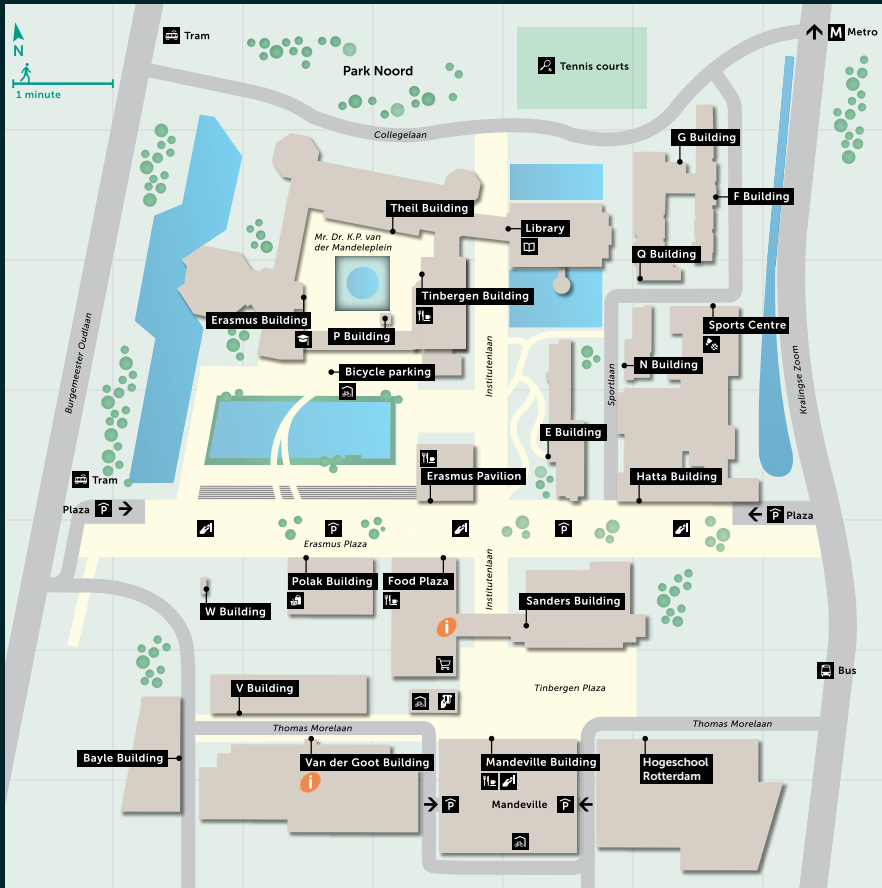 Tram
M Metro
N
Park Noord
Tennis courts
1 minute
Collegelaan
G Building
F Building
Theil Building
Library
Mr. Dr. K.P. van
der Mandeleplein
Q Building
Tinbergen Building
Erasmus Building
P Building
Sports Centre
Burgemeester Oudlaan
Institutenlaan
Sportlaan
Kralingse Zoom
N Building
Bicycle parking
E Building
Erasmus Pavilion
Hatta Building
Tram
Plaza P
P Plaza
P
P
Erasmus Plaza
Institutenlaan
Polak Building
Food Plaza
W Building
Sanders Building
i
Bus
V Building
Tinbergen Plaza
Thomas Morelaan
Thomas Morelaan
Bayle Building
Van der Goot Building
Mandeville Building
Hogeschool
Rotterdam
i
P
Mandeville
P